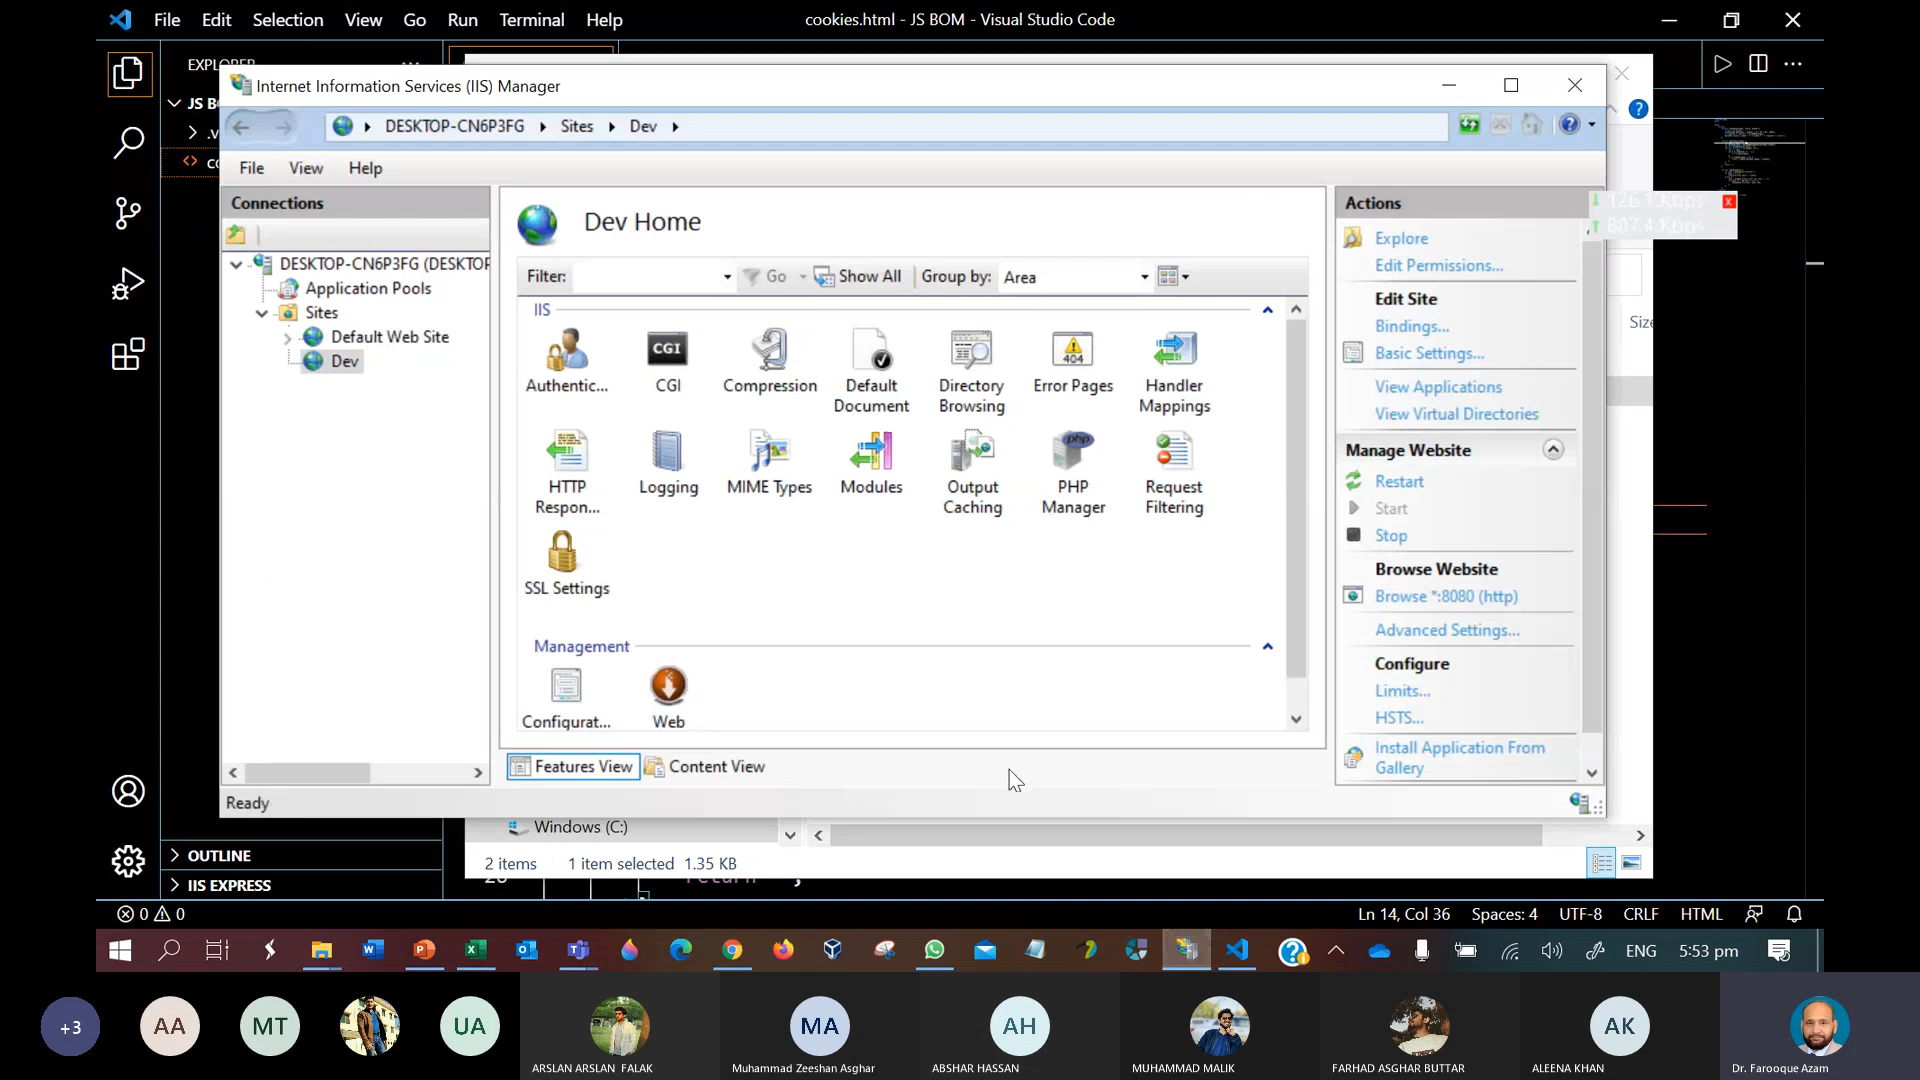 File Edit Selection View Go Run Terminal Help
cookies.html - JS BOM - Visual Studio Code
JS B
.v
Internet Information Services (IIS) Manager
DESKTOP-CN6P3FG Sites Dev
File View Help
Connections
DESKTOP-CN6P3FG (DESKTOP
Application Pools
Sites
Default Web Site
Dev
Dev Home
Filter: Go Show All Group by: Area
IIS
Authentic...
CGI
CGI
Compression
Default
Document
Directory
Browsing
404
Error Pages
Handler
Mappings
HTTP
Respon...
Logging
MIME Types
Modules
Output
Caching
php
PHP
Manager
Request
Filtering
SSL Settings
Management
Configurat...
Web
Features View Content View
Ready
Actions
Explore
Edit Permissions...
Edit Site
Bindings...
Basic Settings...
View Applications
View Virtual Directories
Manage Website
Restart
Start
Stop
Browse Website
Browse *:8080 (http)
Advanced Settings...
Configure
Limits...
HSTS...
Install Application From
Gallery
Windows (C:)
2 items 1 item selected 1.35 KB
OUTLINE
IIS EXPRESS
0 0
Ln 14, Col 36 Spaces: 4 UTF-8 CRLF HTML
ENG 5:53 pm
+3 AA MT UA MA AH AK
ARSLAN ARSLAN FALAK
Muhammad Zeeshan Asghar
ABSHAR HASSAN
MUHAMMAD MALIK
FARHAD ASGHAR BUTTAR
ALEENA KHAN
Dr. Farooque Azam